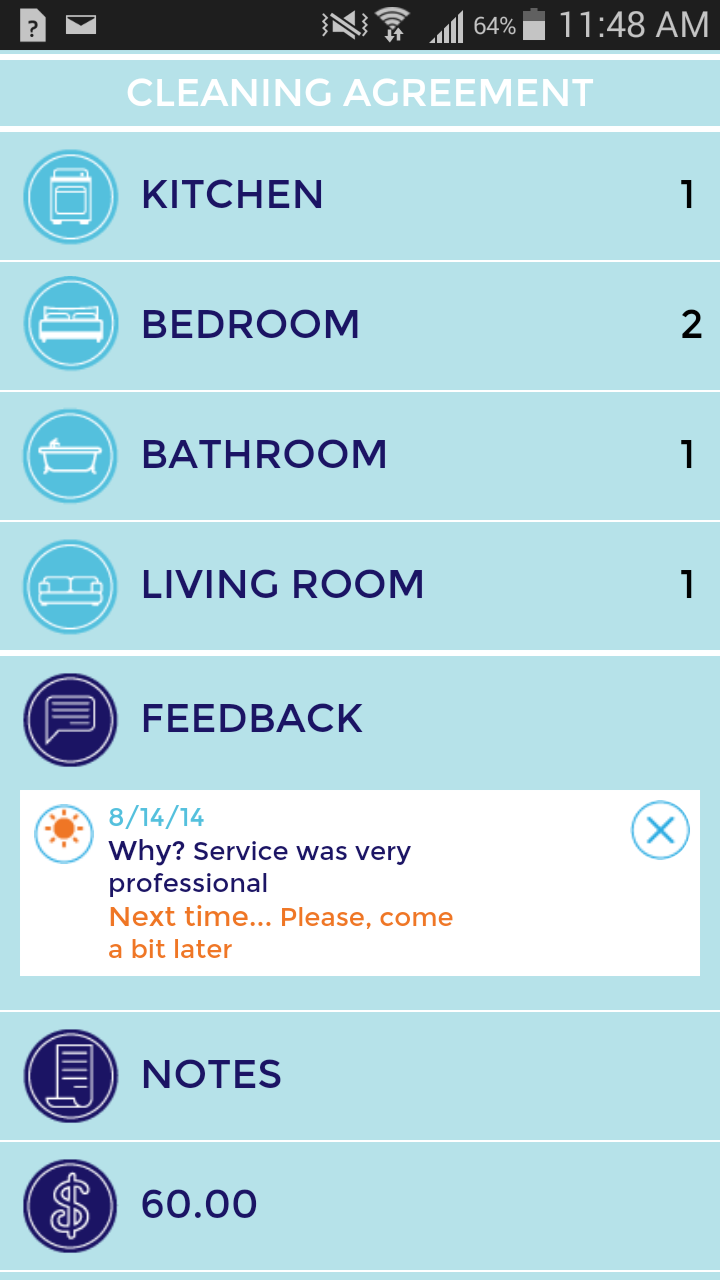 ?
64%
11:48 AM
CLEANING AGREEMENT
KITCHEN 1
BEDROOM 2
BATHROOM 1
LIVING ROOM 1
FEEDBACK
8/14/14
Why? Service was very
professional
Next time... Please, come
a bit later
NOTES
$ 60.00